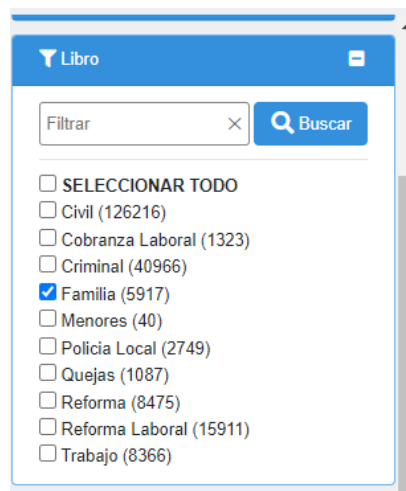 Libro
Filtrar
Buscar
SELECCIONAR TODO
Civil (126216)
Cobranza Laboral (1323)
Criminal (40966)
Familia (5917)
Menores (40)
Policia Local (2749)
Quejas (1087)
Reforma (8475)
Reforma Laboral (15911)
Trabajo (8366)